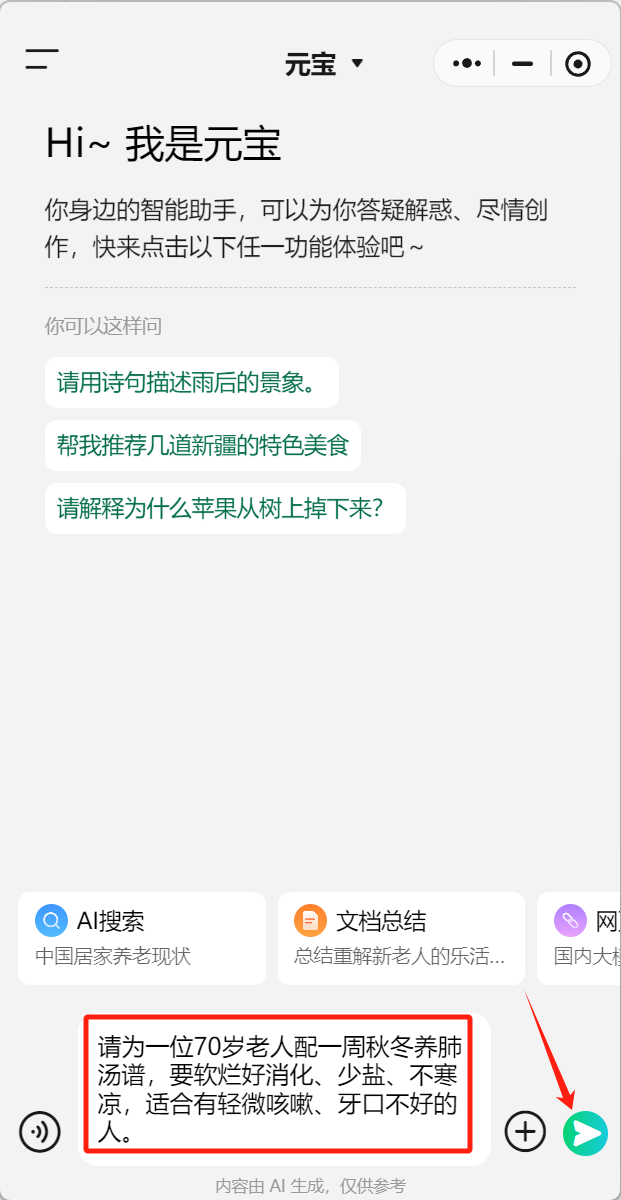 元宝
Hi~ 我是元宝
你身边的智能助手，可以为你答疑解惑、尽情创
作，快来点击以下任一功能体验吧～
你可以这样问
请用诗句描述雨后的景象。
帮我推荐几道新疆的特色美食
请解释为什么苹果从树上掉下来?
AI搜索
中国居家养老现状
文档总结
总结重解新老人的乐活...
网
国内大
请为一位70岁老人配一周秋冬养肺
汤谱，要软烂好消化、少盐、不寒
凉，适合有轻微咳嗽、牙口不好的
人。
内容由 AI 生成，仅供参考